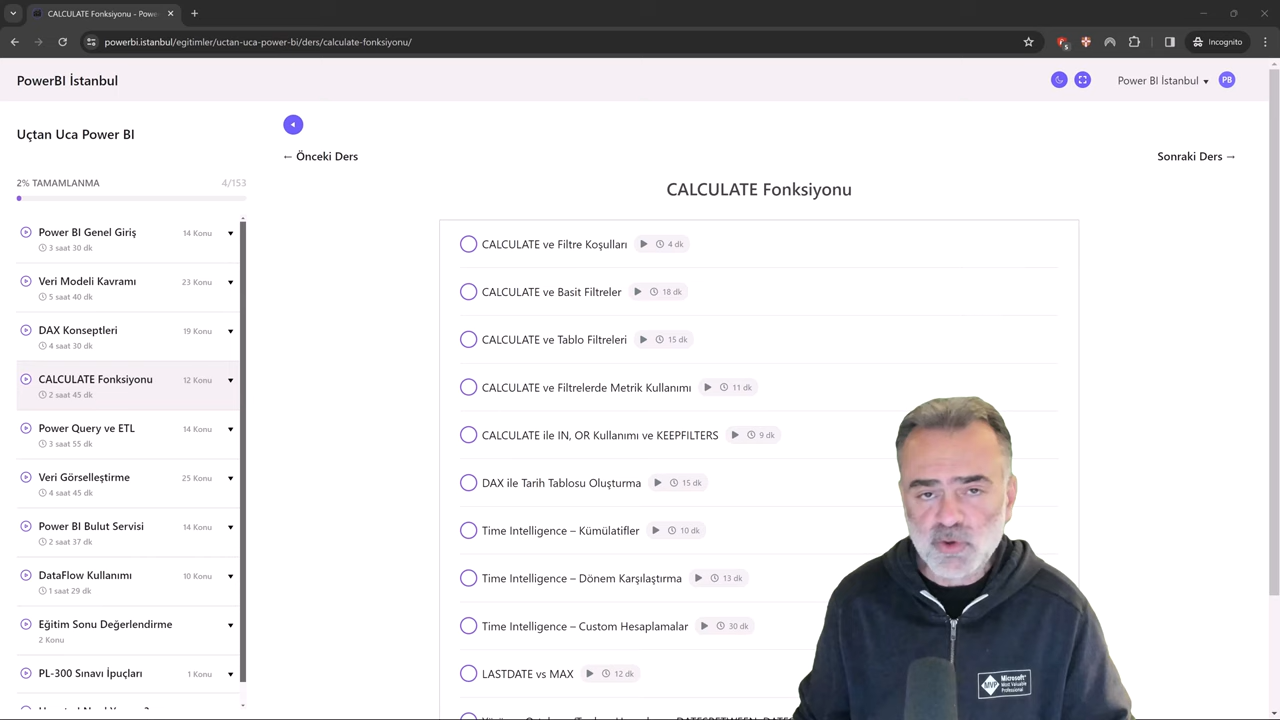 CALCULATE Fonksiyonu - Powe
powerbi.istanbul/egitimler/uctan-uca-power-bi/ders/calculate-fonksiyonu/
Incognito
PowerBI İstanbul
Power BI İstanbul
PB
Uçtan Uca Power BI
2% TAMAMLANMA 4/153
Power BI Genel Giriş 14 Konu
3 saat 30 dk
Veri Modeli Kavramı 23 Konu
5 saat 40 dk
DAX Konseptleri 19 Konu
4 saat 30 dk
CALCULATE Fonksiyonu 12 Konu
2 saat 45 dk
Power Query ve ETL 14 Konu
3 saat 55 dk
Veri Görselleştirme 25 Konu
4 saat 45 dk
Power BI Bulut Servisi 14 Konu
2 saat 37 dk
DataFlow Kullanımı 10 Konu
1 saat 29 dk
Eğitim Sonu Değerlendirme
2 Konu
PL-300 Sınavı İpuçları 1 Konu
← Önceki Ders
Sonraki Ders →
CALCULATE Fonksiyonu
CALCULATE ve Filtre Koşulları 4 dk
CALCULATE ve Basit Filtreler 18 dk
CALCULATE ve Tablo Filtreleri 15 dk
CALCULATE ve Filtrelerde Metrik Kullanımı 11 dk
CALCULATE ile IN, OR Kullanımı ve KEEPFILTERS 9 dk
DAX ile Tarih Tablosu Oluşturma 15 dk
Time Intelligence – Kümülatifler 10 dk
Time Intelligence – Dönem Karşılaştırma 13 dk
Time Intelligence – Custom Hesaplamalar 30 dk
LASTDATE vs MAX 12 dk
MVP
Microsoft
Most Valuable
Professional